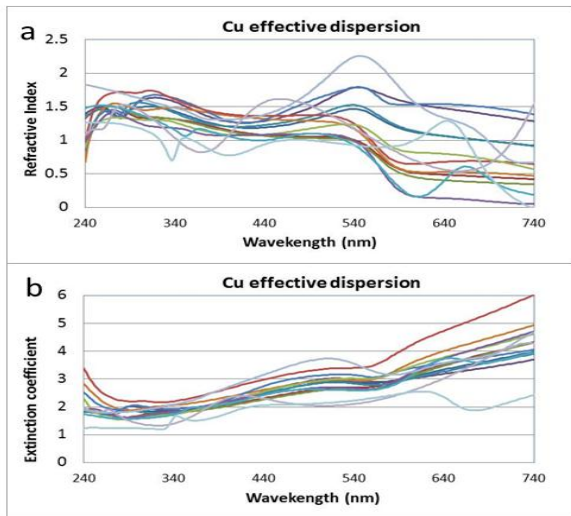 a
Cu effective dispersion
2.5
2
1.5
1
0.5
0
Refractive Index
240 340 440 540 640 740
Wavekength (nm)
b
Cu effective dispersion
6
5
4
3
2
1
0
Extinction coefficient
240 340 440 540 640 740
Wavekength (nm)